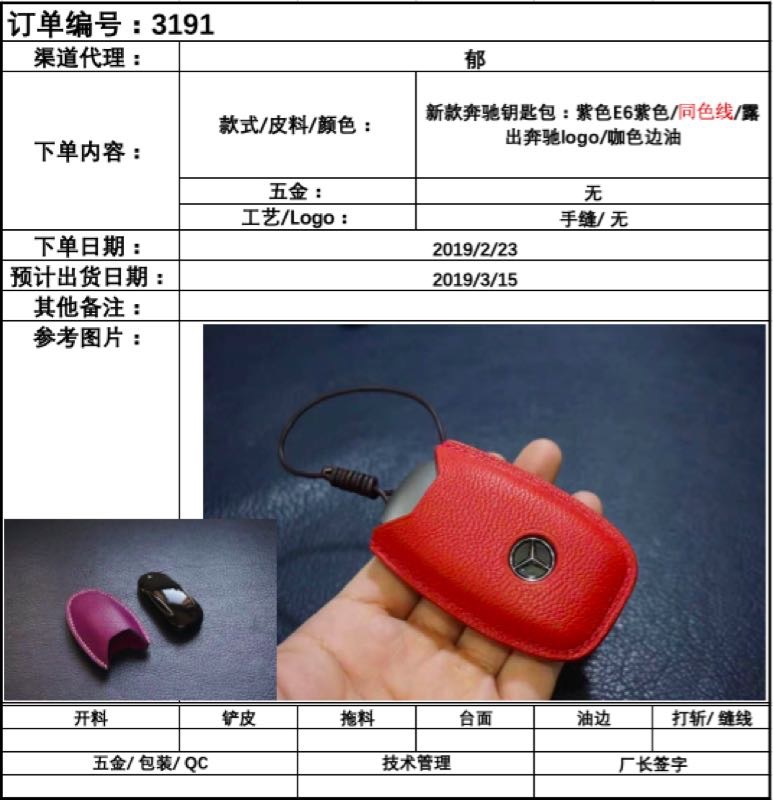 订单编号：3191
渠道代理： 郁
下单内容： 款式/皮料/颜色： 新款奔驰钥匙包：紫色E6紫色/同色线/露
出奔驰logo/咖色边油
五金： 无
工艺/Logo： 手缝/ 无
下单日期： 2019/2/23
预计出货日期： 2019/3/15
其他备注：
参考图片：
开料 铲皮 拖料 台面 油边 打斩/ 缝线
五金/ 包装/ QC 技术管理 厂长签字